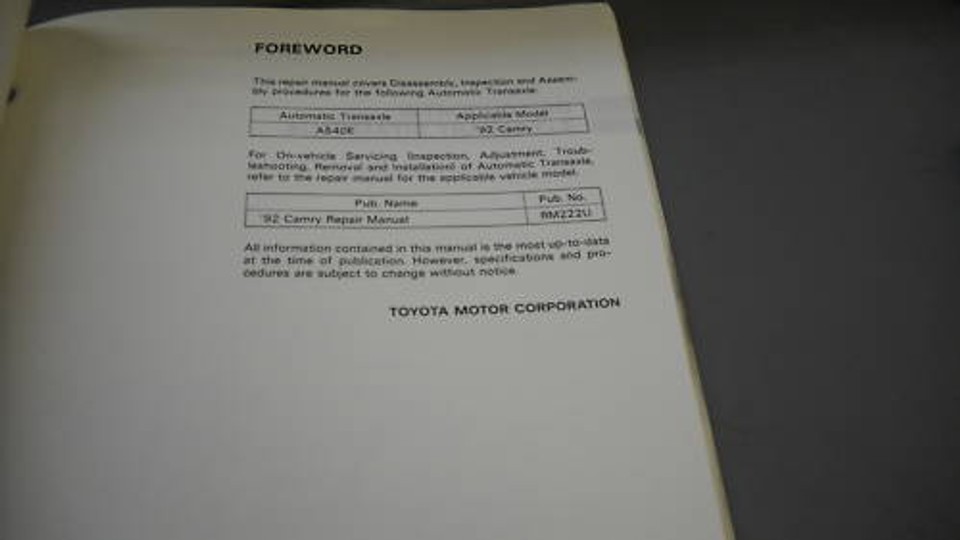 FOREWORD
This repair manual covers Disassembly, Inspection and Assem-
bly procedures for the following Automatic Transaxle.
Automatic Transaxle Applicable Model
A540E '92 Camry
For On-vehicle Servicing (Inspection, Adjustment, Troub-
leshooting, Removal and Installation) of Automatic Transaxle,
refer to the repair manual for the applicable vehicle model.
Pub. Name Pub. No.
'92 Camry Repair Manual RM222U
All information contained in this manual is the most up-to-date
at the time of publication. However, specifications and pro-
cedures are subject to change without notice.
TOYOTA MOTOR CORPORATION